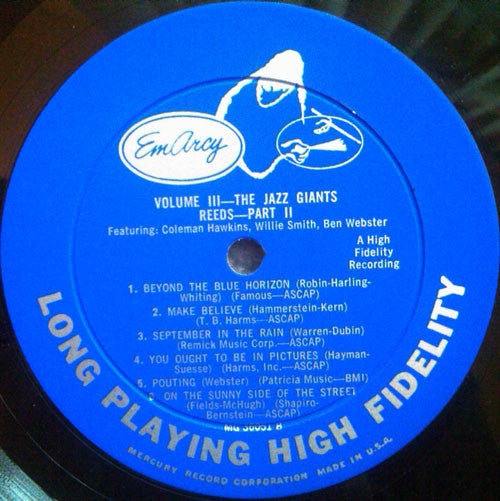 EmArcy
VOLUME III—THE JAZZ GIANTS
REEDS—PART II
Featuring: Coleman Hawkins, Willie Smith, Ben Webster
A High
Fidelity
Recording
1. BEYOND THE BLUE HORIZON (Robin-Harling-
Whiting) (Famous—ASCAP)
2. MAKE BELIEVE (Hammerstein-Kern)
(T. B. Harms—ASCAP)
3. SEPTEMBER IN THE RAIN (Warren-Dubin)
(Remick Music Corp.—ASCAP)
4. YOU OUGHT TO BE IN PICTURES (Hayman-
Suesse) (Harms, Inc.—ASCAP)
5. POUTING (Webster) (Patricia Music—BMI)
6. ON THE SUNNY SIDE OF THE STREET
(Fields-McHugh) (Shapiro-
Bernstein—ASCAP)
MG 36051 B
LONG PLAYING HIGH FIDELITY
MERCURY RECORD CORPORATION MADE IN U.S.A.